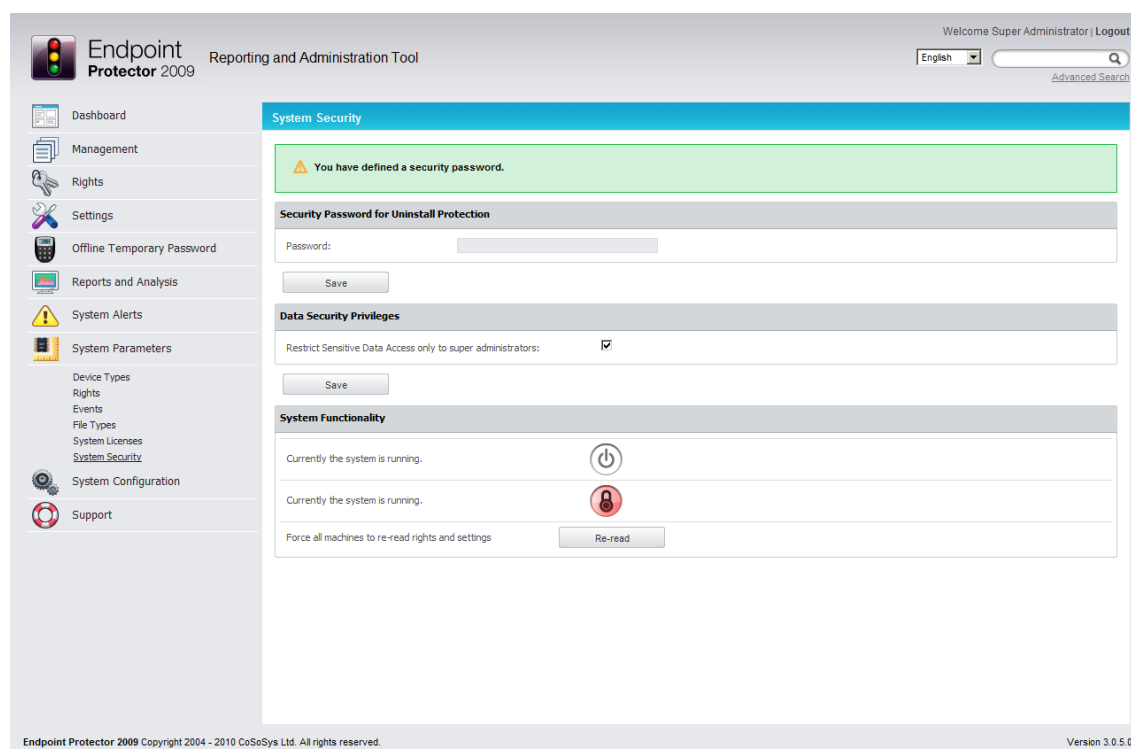 Welcome Super Administrator | Logout
Endpoint
Protector 2009
Reporting and Administration Tool
English
Advanced Search
Dashboard
Management
Rights
Settings
Offline Temporary Password
Reports and Analysis
System Alerts
System Parameters
Device Types
Rights
Events
File Types
System Licenses
System Security
System Configuration
Support
System Security
You have defined a security password.
Security Password for Uninstall Protection
Password:
Save
Data Security Privileges
Restrict Sensitive Data Access only to super administrators:
Save
System Functionality
Currently the system is running.
Currently the system is running.
Force all machines to re-read rights and settings
Re-read
Endpoint Protector 2009 Copyright 2004 - 2010 CoSoSys Ltd. All rights reserved.
Version 3.0.5.0